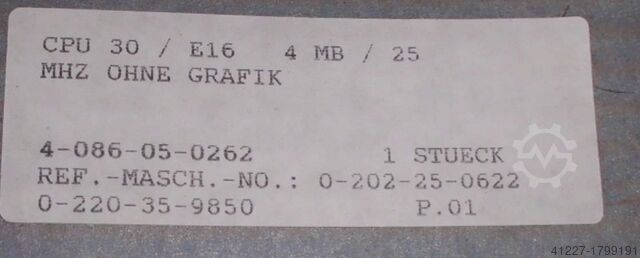 CPU 30 / E16 4 MB / 25
MHZ OHNE GRAFIK
4-086-05-0262 1 STUECK
REF.-MASCH.-NO.: 0-202-25-0622
0-220-35-9850 P.01
41227-1799191